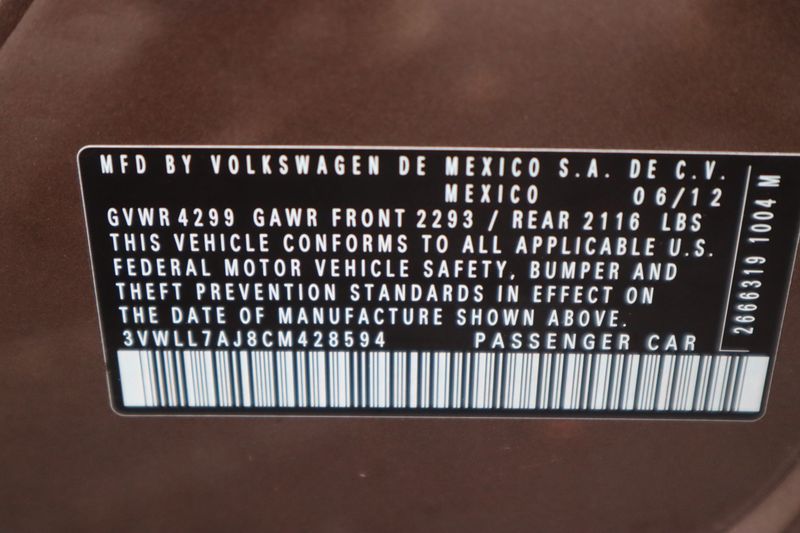 MFD BY VOLKSWAGEN DE MEXICO S.A. DE C.V.
MEXICO 06/12
GVWR 4299 GAWR FRONT 2293 / REAR 2116 LBS
THIS VEHICLE CONFORMS TO ALL APPLICABLE U.S.
FEDERAL MOTOR VEHICLE SAFETY, BUMPER AND
THEFT PREVENTION STANDARDS IN EFFECT ON
THE DATE OF MANUFACTURE SHOWN ABOVE.
3VWLL7AJ8CM428594 PASSENGER CAR
2666319 1004 M